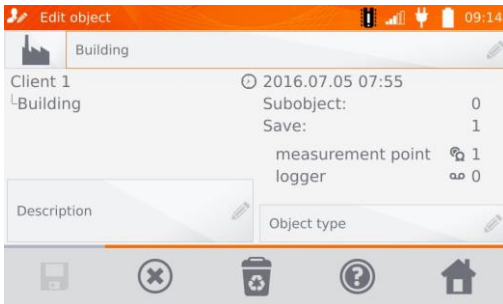 Edit object
09:14
Building
Client 1
└Building
2016.07.05 07:55
Subobject: 0
Save: 1
measurement point 1
logger 0
Description
Object type